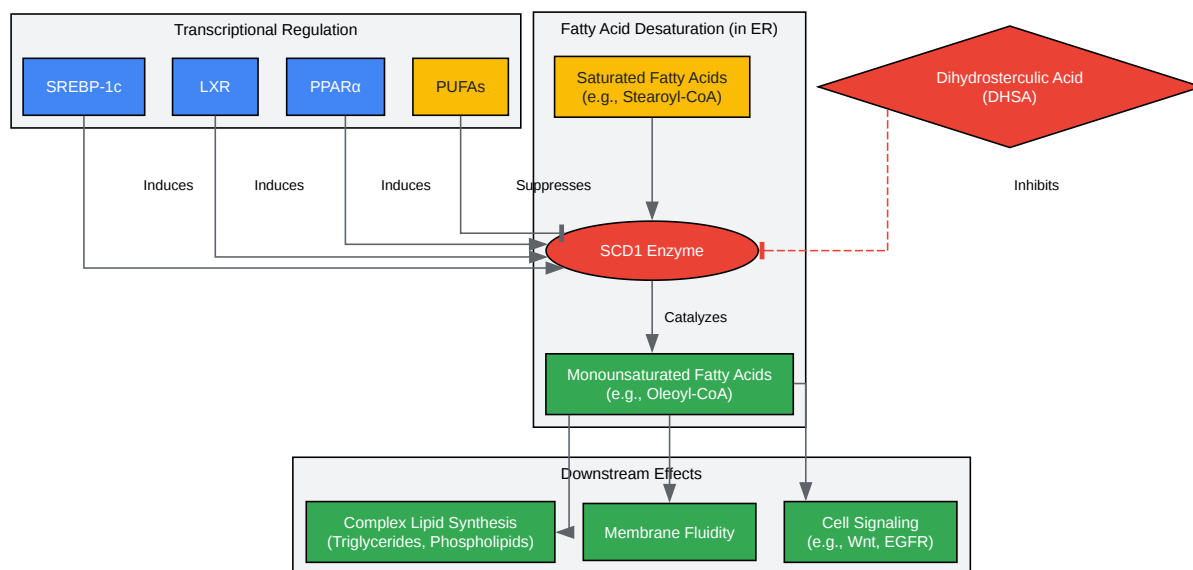 Transcriptional Regulation
SREBP-1c
LXR
PPARα
PUFAs
Fatty Acid Desaturation (in ER)
Saturated Fatty Acids
(e.g., Stearoyl-CoA)
Dihydrosterculic Acid
(DHSA)
Induces
Induces
Induces
Suppresses
Inhibits
SCD1 Enzyme
Catalyzes
Monounsaturated Fatty Acids
(e.g., Oleoyl-CoA)
Downstream Effects
Complex Lipid Synthesis
(Triglycerides, Phospholipids)
Membrane Fluidity
Cell Signaling
(e.g., Wnt, EGFR)